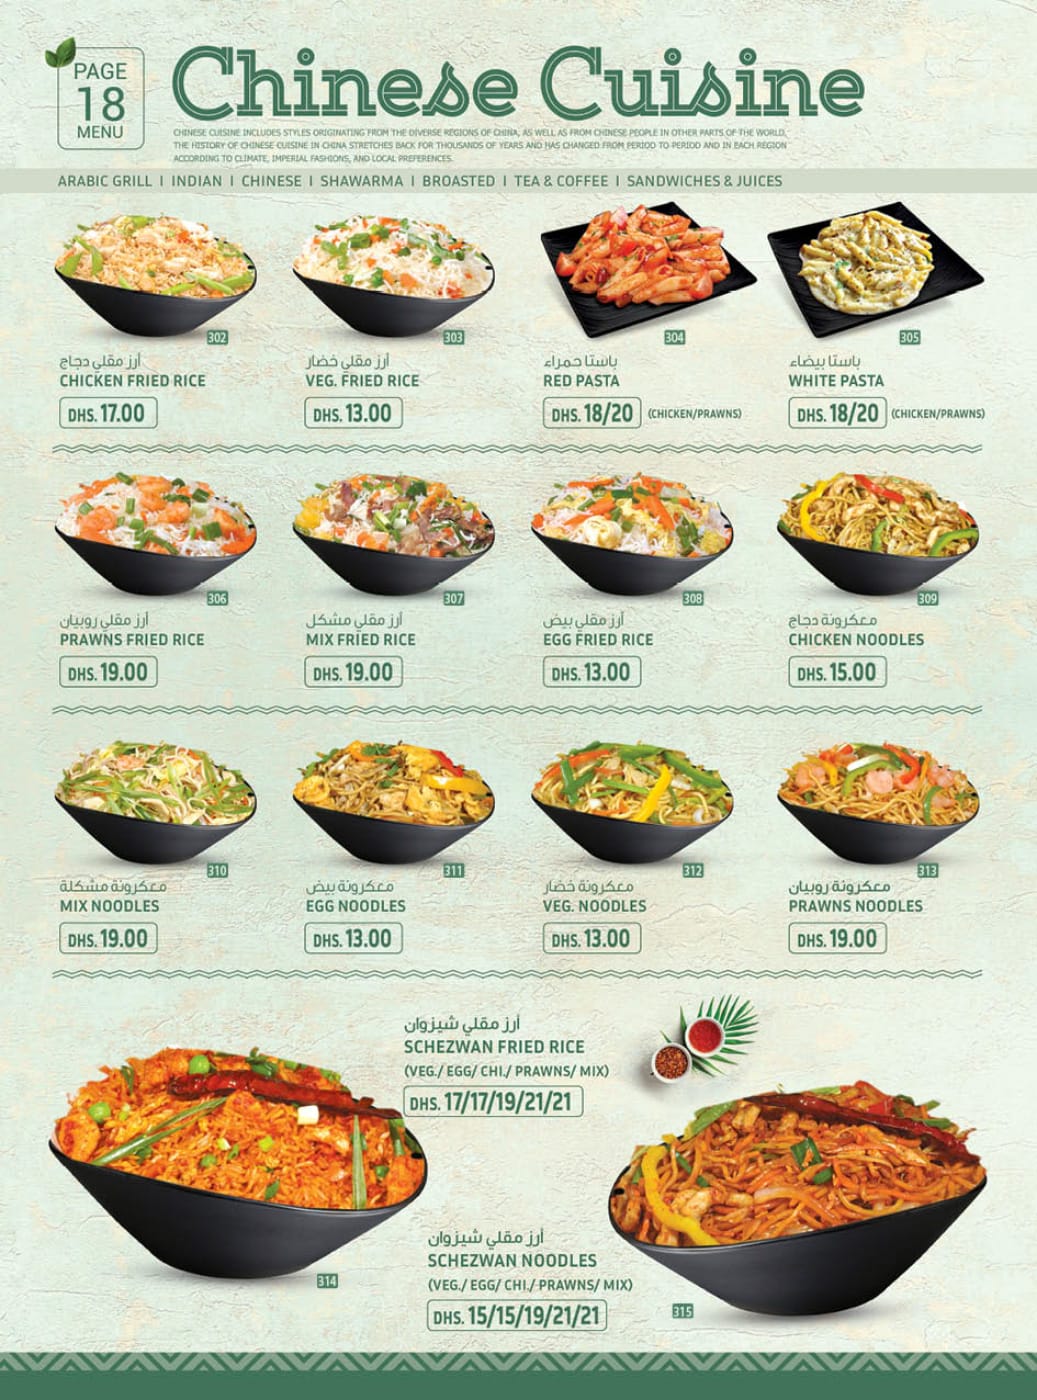 PAGE
18
MENU
Chinese Cuisine
CHINESE CUISINE INCLUDES STYLES ORIGINATING FROM THE DIVERSE REGIONS OF CHINA, AS WELL AS FROM CHINESE PEOPLE IN OTHER PARTS OF THE WORLD.
THE HISTORY OF CHINESE CUISINE IN CHINA STRETCHES BACK FOR THOUSANDS OF YEARS AND HAS CHANGED FROM PERIOD TO PERIOD AND IN EACH REGION
ACCORDING TO CLIMATE, IMPERIAL FASHIONS, AND LOCAL PREFERENCES.
ARABIC GRILL I INDIAN I CHINESE I SHAWARMA I BROASTED I TEA & COFFEE I SANDWICHES & JUICES
302
أرز مقلي دجاج
CHICKEN FRIED RICE
DHS. 17.00
303
أرز مقلي خضار
VEG. FRIED RICE
DHS. 13.00
304
باستا حمراء
RED PASTA
DHS. 18/20 (CHICKEN/PRAWNS)
305
باستا بيضاء
WHITE PASTA
DHS. 18/20 (CHICKEN/PRAWNS)
306
أرز مقلي روبيان
PRAWNS FRIED RICE
DHS. 19.00
307
أرز مقلي مشكل
MIX FRIED RICE
DHS. 19.00
308
أرز مقلي بيض
EGG FRIED RICE
DHS. 13.00
309
معكرونة دجاج
CHICKEN NOODLES
DHS. 15.00
310
معكرونة مشكلة
MIX NOODLES
DHS. 19.00
311
معكرونة بيض
EGG NOODLES
DHS. 13.00
312
معكرونة خضار
VEG. NOODLES
DHS. 13.00
313
معكرونة روبيان
PRAWNS NOODLES
DHS. 19.00
أرز مقلي شيزوان
SCHEZWAN FRIED RICE
(VEG./ EGG/ CHI./ PRAWNS/ MIX)
DHS. 17/17/19/21/21
314
أرز مقلي شيزوان
SCHEZWAN NOODLES
(VEG./ EGG/ CHI./ PRAWNS/ MIX)
DHS. 15/15/19/21/21
315